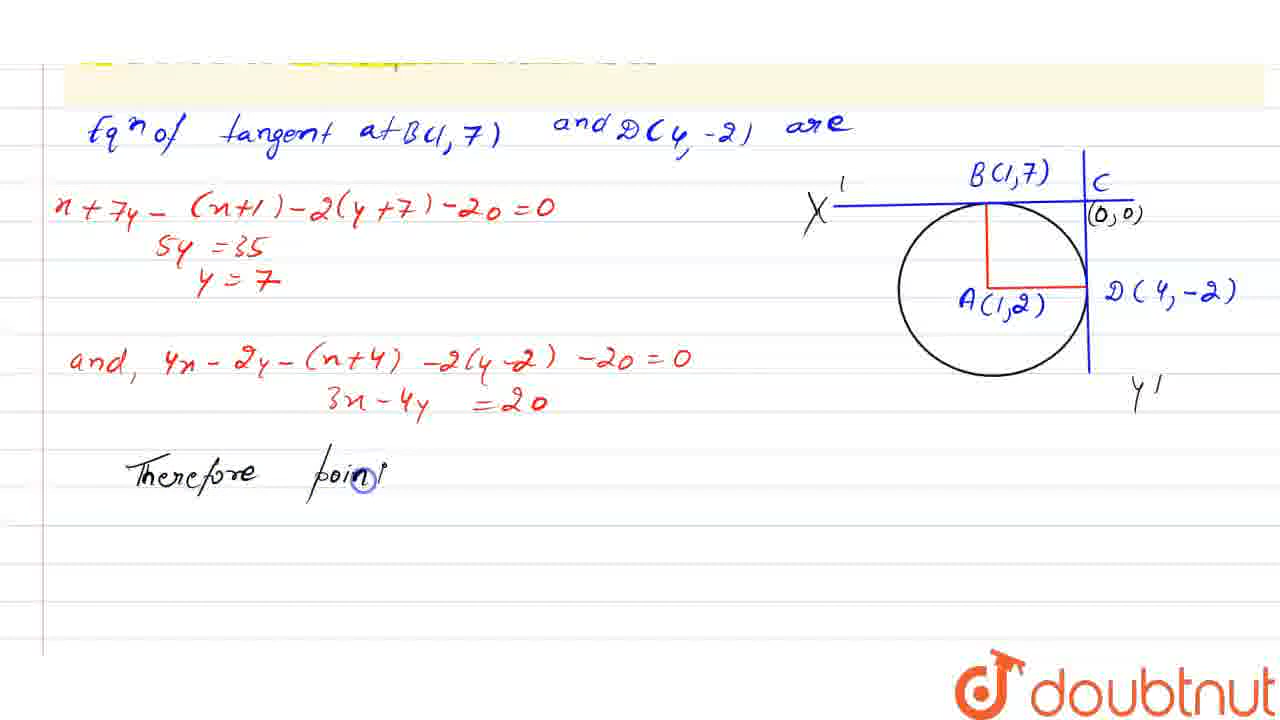 Eqⁿ of tangent at B(1, 7) and D(4, -2) are
x + 7y - (x+1) - 2(y+7) - 20 = 0
5y = 35
y = 7
and, 4x - 2y - (x+4) - 2(y-2) - 20 = 0
3x - 4y = 20
Therefore point
B(1,7)
C
X'
(0,0)
A(1,2)
D(4,-2)
Y'
doubtnut